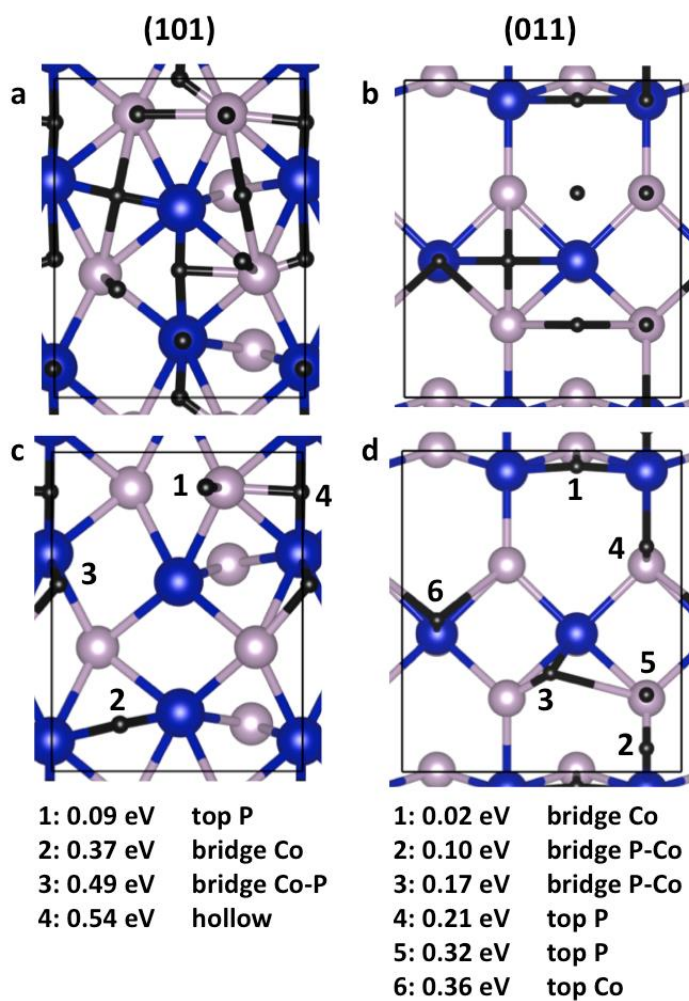 (101) (011)
a b
c d
1 4 1
3 4
6
5
2 3
2
1: 0.09 eV top P
2: 0.37 eV bridge Co
3: 0.49 eV bridge Co-P
4: 0.54 eV hollow
1: 0.02 eV bridge Co
2: 0.10 eV bridge P-Co
3: 0.17 eV bridge P-Co
4: 0.21 eV top P
5: 0.32 eV top P
6: 0.36 eV top Co